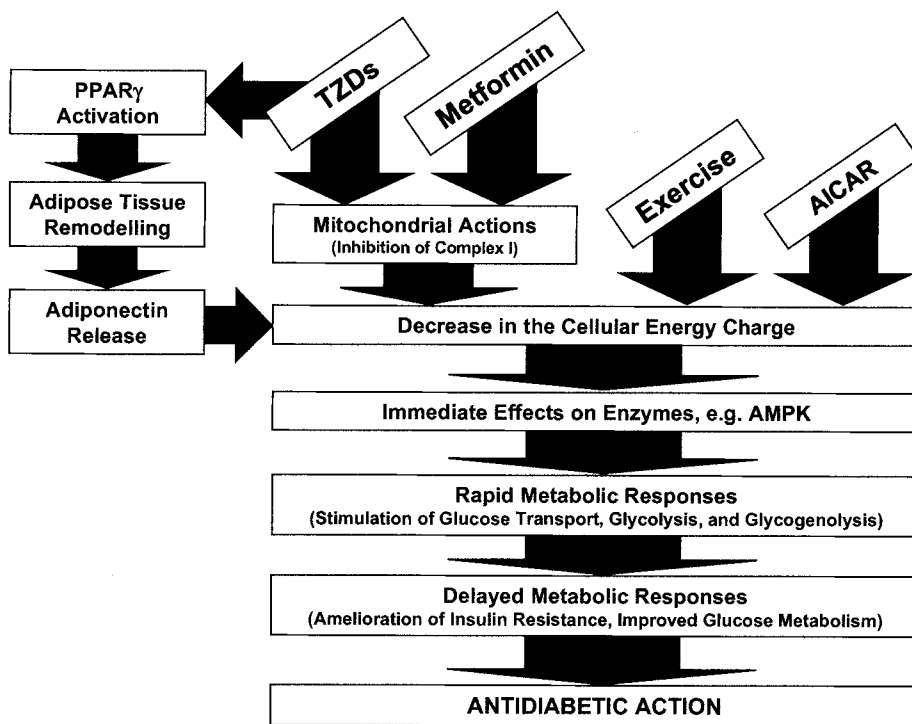 TZDs
Metformin
PPARγ
Activation
Exercise
AICAR
Adipose Tissue
Remodelling
Mitochondrial Actions
(Inhibition of Complex I)
Adiponectin
Release
Decrease in the Cellular Energy Charge
Immediate Effects on Enzymes, e.g. AMPK
Rapid Metabolic Responses
(Stimulation of Glucose Transport, Glycolysis, and Glycogenolysis)
Delayed Metabolic Responses
(Amelioration of Insulin Resistance, Improved Glucose Metabolism)
ANTIDIABETIC ACTION